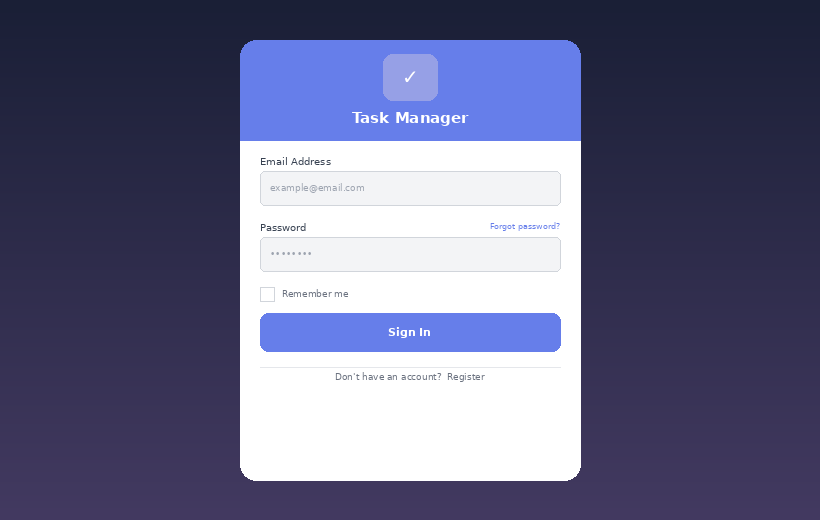 ✓
Task Manager
Email Address
example@email.com
Password Forgot password?
••••••••
Remember me
Sign In
Don't have an account? Register